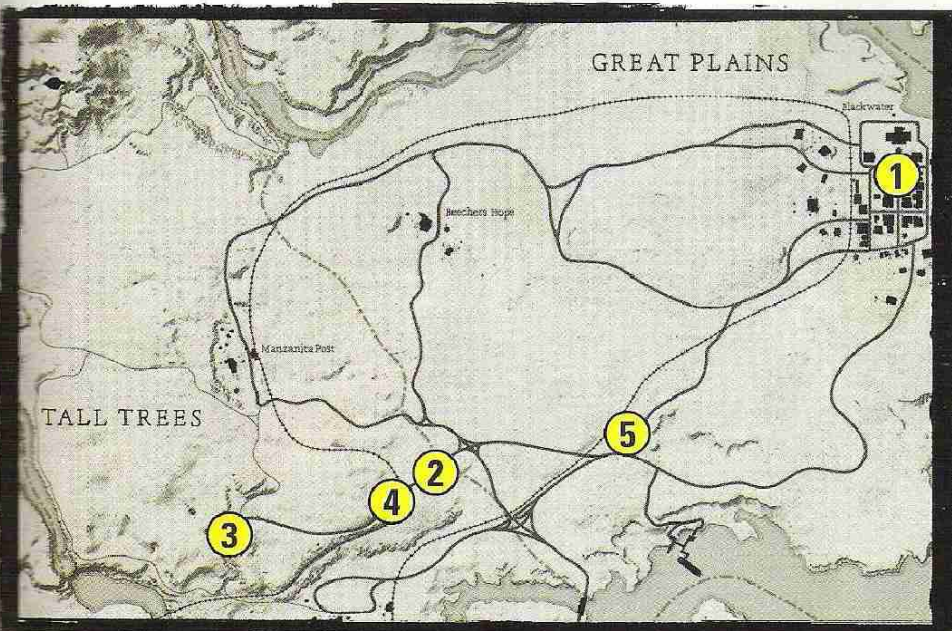 GREAT PLAINS
Blackwater
1
Beechers Hope
Manzanita Post
TALL TREES
5
2
4
3